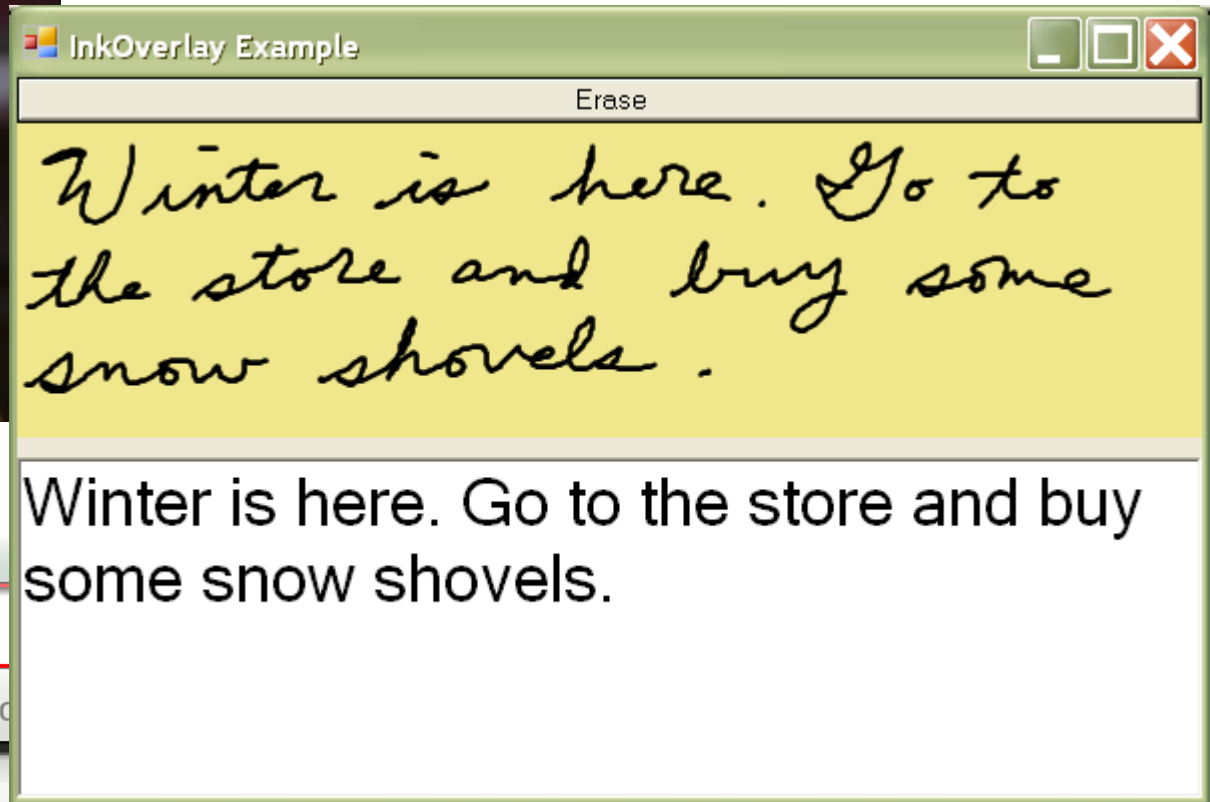 InkOverlay Example
Erase
Winter is here. Go to
the store and buy some
snow shovels.
Winter is here. Go to the store and buy
some snow shovels.